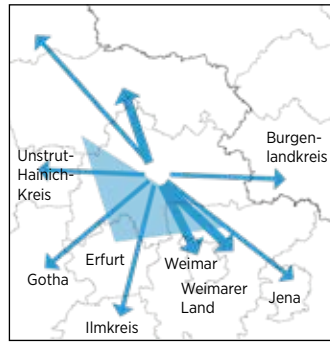 Burgen-
landkreis
Unstrut-
Hainich-
Kreis
Erfurt
Weimar
Gotha
Weimarer
Land
Jena
Ilmkreis